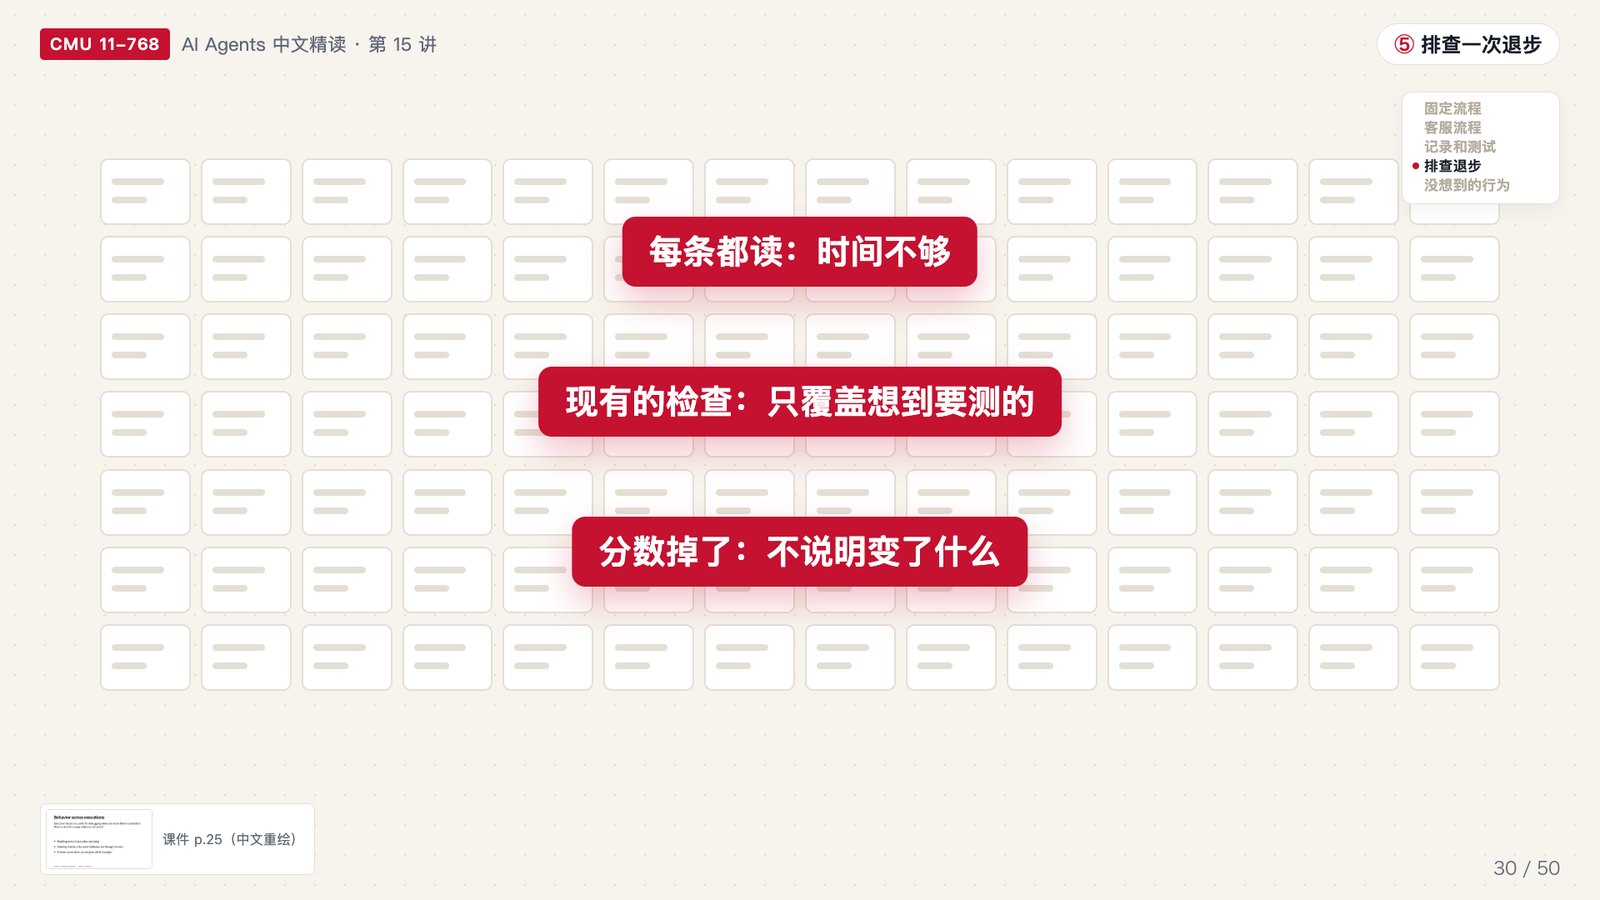 CMU 11-768
AI Agents 中文精读 · 第 15 讲
⑤ 排查一次退步
固定流程
客服流程
记录和测试
排查退步
没想到的行为
每条都读：时间不够
现有的检查：只覆盖想到要测的
分数掉了：不说明变了什么
Behavior across executions
课件 p.25（中文重绘）
30 / 50